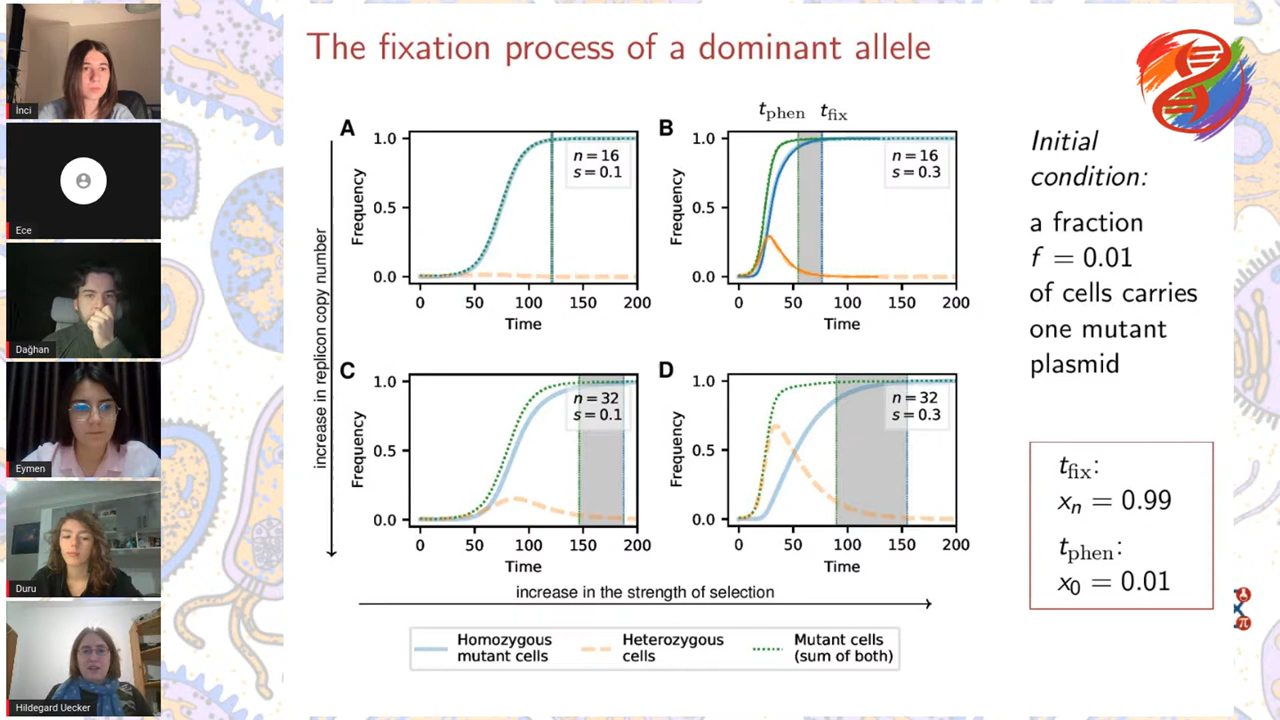 The fixation process of a dominant allele
İnci
Ece
Dağhan
Eymen
Duru
Hildegard Uecker
increase in replicon copy number
A
1.0
0.5
0.0
Frequency
n = 16
s = 0.1
0 50 100 150 200
Time
t_phen t_fix
B
1.0
0.5
0.0
Frequency
n = 16
s = 0.3
0 50 100 150 200
Time
C
1.0
0.5
0.0
Frequency
n = 32
s = 0.1
0 50 100 150 200
Time
D
1.0
0.5
0.0
Frequency
n = 32
s = 0.3
0 50 100 150 200
Time
increase in the strength of selection
Homozygous
mutant cells
Heterozygous
cells
Mutant cells
(sum of both)
Initial
condition:
a fraction
f = 0.01
of cells carries
one mutant
plasmid
t_fix:
x_n = 0.99
t_phen:
x_0 = 0.01